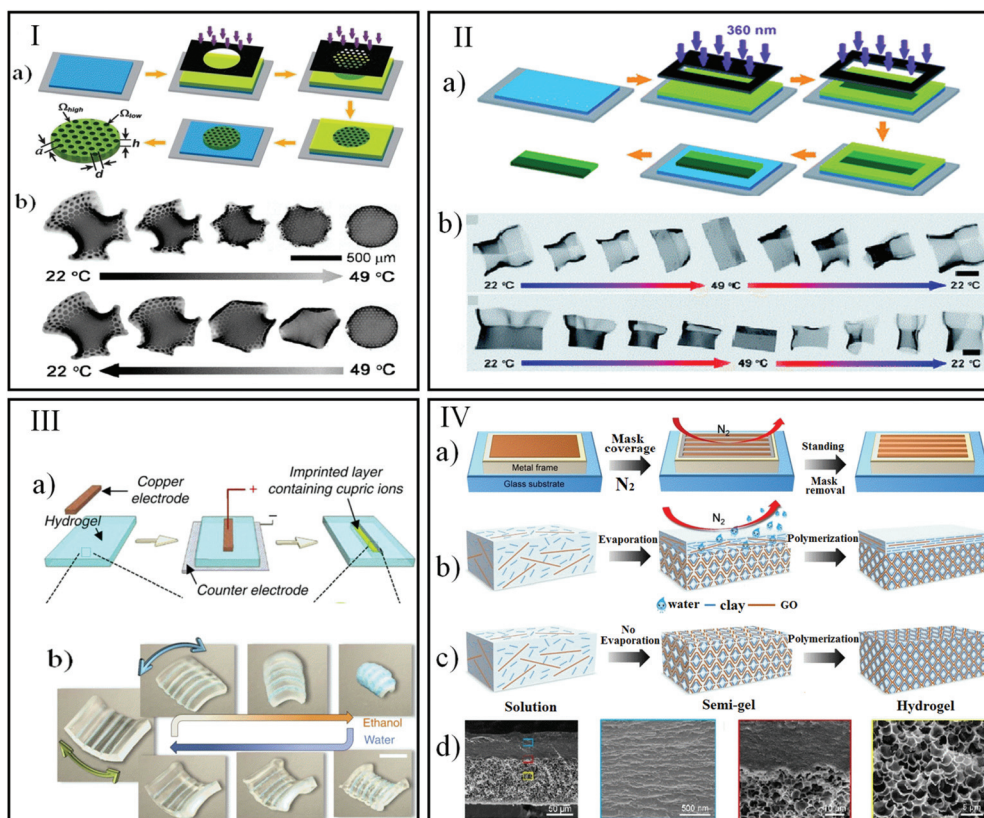 I
a)
Ωhigh
Ωlow
a
h
d
b)
500 μm
22 °C
49 °C
22 °C
49 °C
II
a)
360 nm
b)
22 °C
49 °C
22 °C
22 °C
49 °C
22 °C
III
a)
Copper
electrode
Hydrogel
+
–
Imprinted layer
containing cupric ions
Counter electrode
b)
Ethanol
Water
IV
a)
Metal frame
Glass substrate
Mask
coverage
N2
N2
Standing
Mask
removal
b)
Evaporation
N2
Polymerization
water
clay
GO
c)
No
Evaporation
Polymerization
Solution
Semi-gel
Hydrogel
d)
50 μm
500 nm